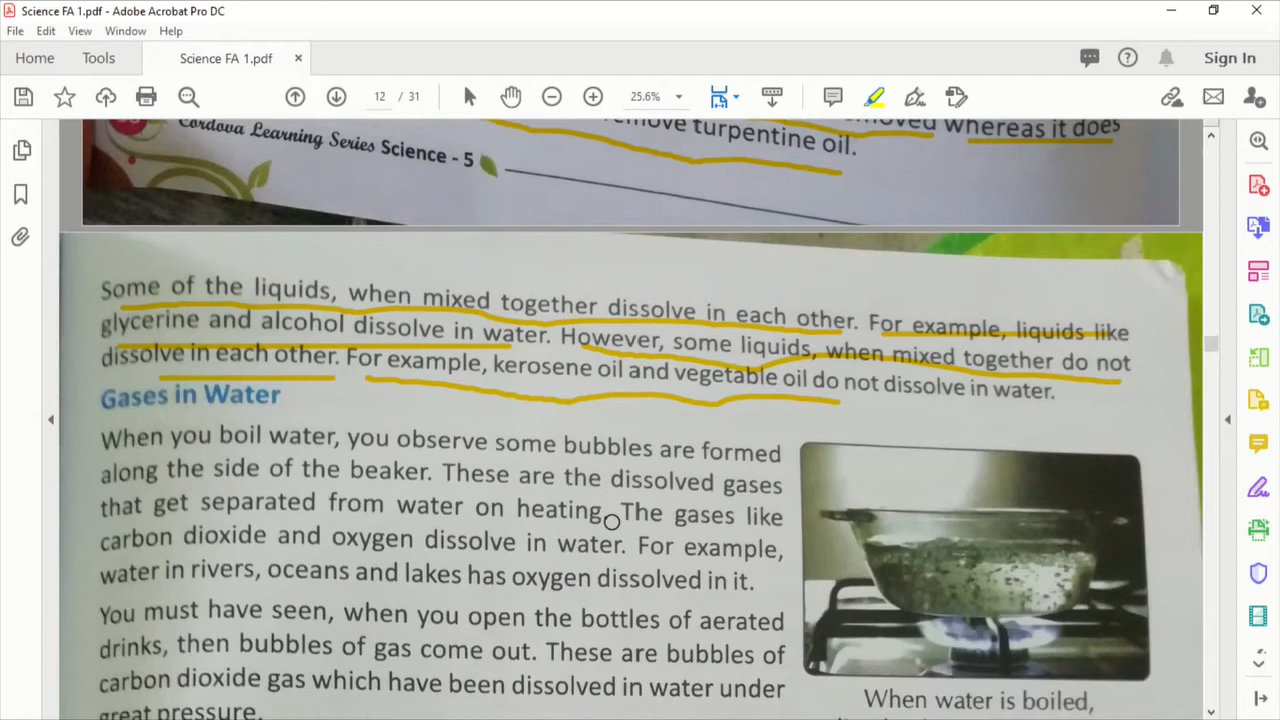 Science FA 1.pdf - Adobe Acrobat Pro DC
File Edit View Window Help
Home Tools Science FA 1.pdf × Sign In
12 / 31 25.6%
moved whereas it does
remove turpentine oil.
Cordova Learning Series Science - 5
Some of the liquids, when mixed together dissolve in each other. For example, liquids like
glycerine and alcohol dissolve in water. However, some liquids, when mixed together do not
dissolve in each other. For example, kerosene oil and vegetable oil do not dissolve in water.
Gases in Water
When you boil water, you observe some bubbles are formed
along the side of the beaker. These are the dissolved gases
that get separated from water on heating. The gases like
carbon dioxide and oxygen dissolve in water. For example,
water in rivers, oceans and lakes has oxygen dissolved in it.
You must have seen, when you open the bottles of aerated
drinks, then bubbles of gas come out. These are bubbles of
carbon dioxide gas which have been dissolved in water under
great pressure.
When water is boiled,